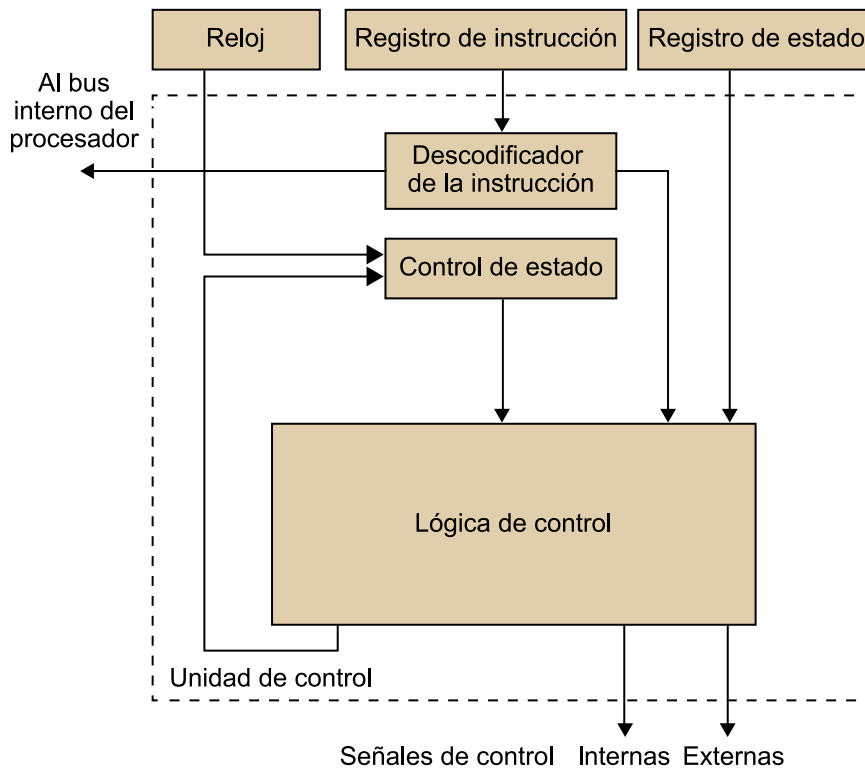 Reloj
Registro de instrucción
Registro de estado
Al bus
interno del
procesador
Descodificador
de la instrucción
Control de estado
Lógica de control
Unidad de control
Señales de control
Internas
Externas